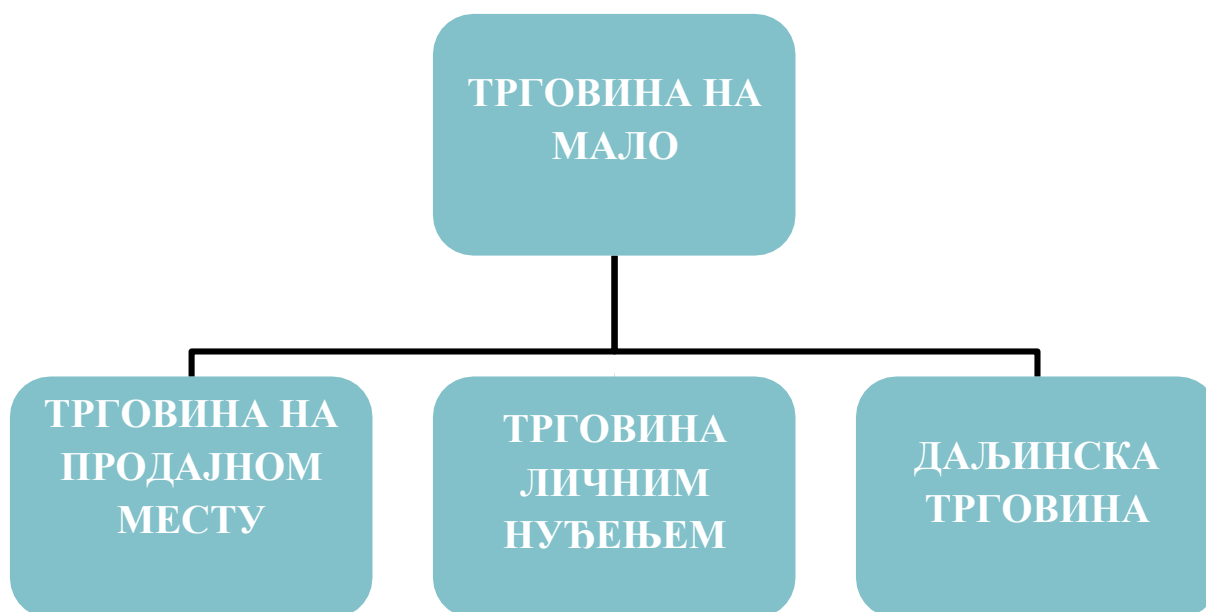 ТРГОВИНА НА
МАЛО
ТРГОВИНА НА
ПРОДАЈНОМ
МЕСТУ
ТРГОВИНА
ЛИЧНИМ
НУЂЕЊЕМ
ДАЉИНСКА
ТРГОВИНА